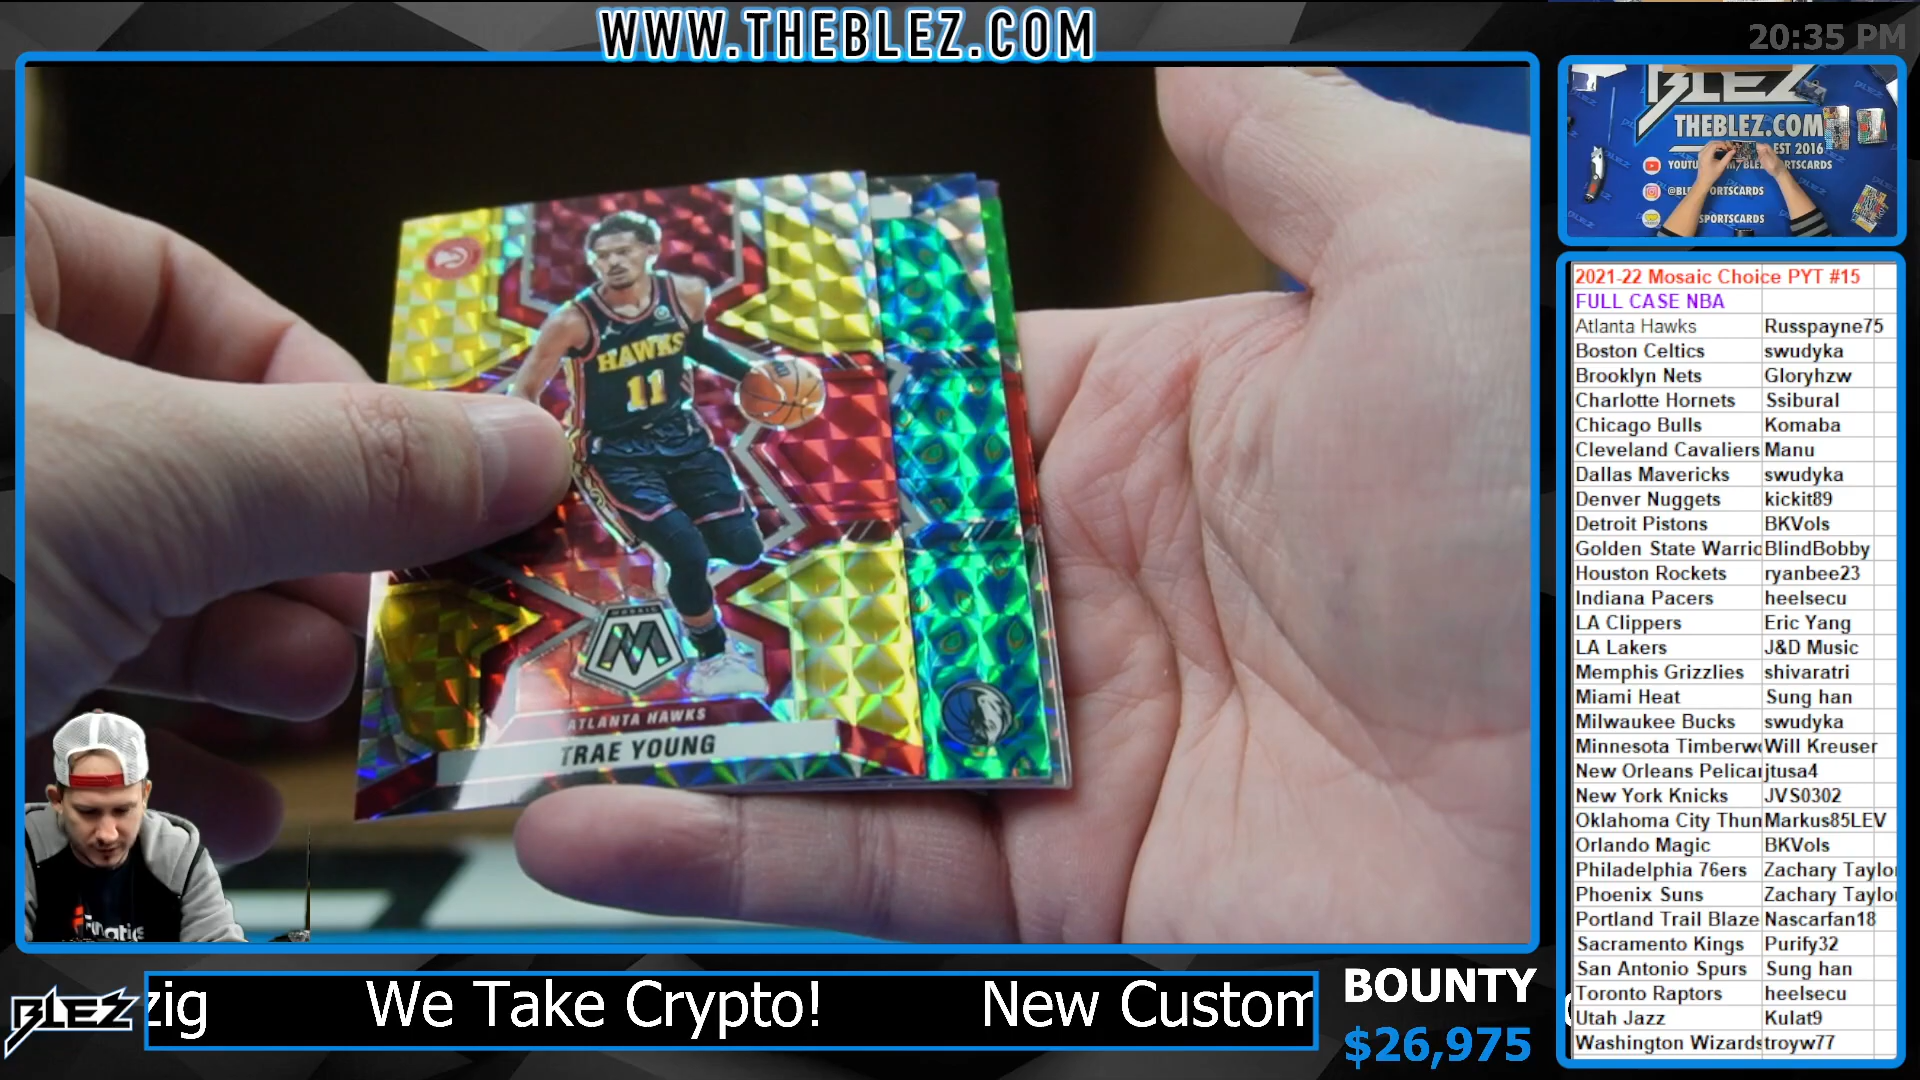 WWW.THEBLEZ.COM
20:35 PM
HAWKS
11
MOSAIC
M
ATLANTA HAWKS
TRAE YOUNG
BLEZ
THEBLEZ.COM
EST 2016
2021-22 Mosaic Choice PYT #15
FULL CASE NBA
Atlanta Hawks Russpayne75
Boston Celtics swudyka
Brooklyn Nets Gloryhzw
Charlotte Hornets Ssibural
Chicago Bulls Komaba
Cleveland Cavaliers Manu
Dallas Mavericks swudyka
Denver Nuggets kickit89
Detroit Pistons BKVols
Golden State Warrio BlindBobby
Houston Rockets ryanbee23
Indiana Pacers heelsecu
LA Clippers Eric Yang
LA Lakers J&D Music
Memphis Grizzlies shivaratri
Miami Heat Sung han
Milwaukee Bucks swudyka
Minnesota Timberwo Will Kreuser
New Orleans Pelican jtusa4
New York Knicks JVS0302
Oklahoma City Thun Markus85LEV
Orlando Magic BKVols
Philadelphia 76ers Zachary Taylo
Phoenix Suns Zachary Taylo
Portland Trail Blaze Nascarfan18
Sacramento Kings Purify32
San Antonio Spurs Sung han
Toronto Raptors heelsecu
Utah Jazz Kulat9
Washington Wizards troyw77
BLEZ
zig We Take Crypto! New Custom
BOUNTY
$26,975